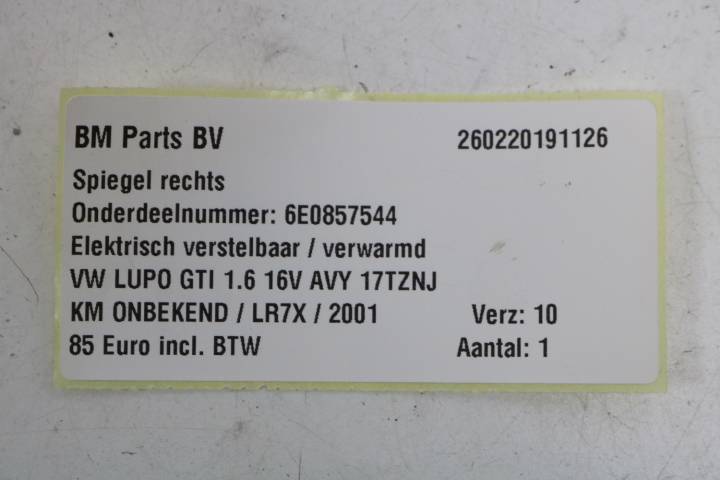 BM Parts BV 260220191126
Spiegel rechts
Onderdeelnummer: 6E0857544
Elektrisch verstelbaar / verwarmd
VW LUPO GTI 1.6 16V AVY 17TZNJ
KM ONBEKEND / LR7X / 2001 Verz: 10
85 Euro incl. BTW Aantal: 1